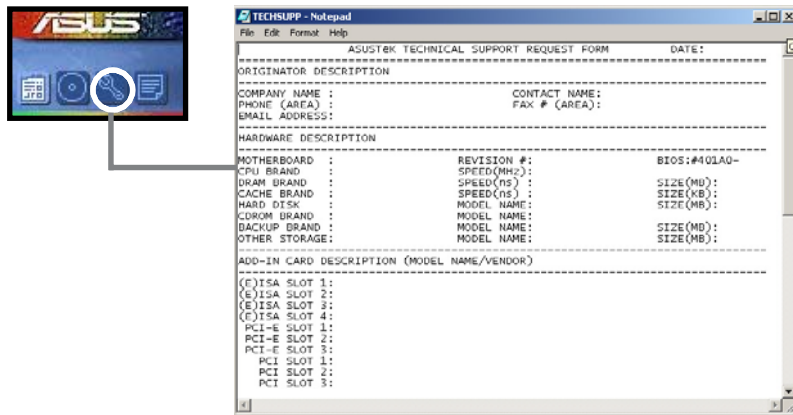 ASUS
TECHSUPP - Notepad
File Edit Format Help
ASUSTeK TECHNICAL SUPPORT REQUEST FORM DATE:
ORIGINATOR DESCRIPTION
COMPANY NAME : CONTACT NAME:
PHONE (AREA) : FAX # (AREA):
EMAIL ADDRESS:
HARDWARE DESCRIPTION
MOTHERBOARD : REVISION #: BIOS:#401A0-
CPU BRAND : SPEED(MHz):
DRAM BRAND : SPEED(ns) : SIZE(MB):
CACHE BRAND : SPEED(ns) : SIZE(KB):
HARD DISK : MODEL NAME: SIZE(MB):
CDROM BRAND : MODEL NAME:
BACKUP BRAND : MODEL NAME: SIZE(MB):
OTHER STORAGE: MODEL NAME: SIZE(MB):
ADD-IN CARD DESCRIPTION (MODEL NAME/VENDOR)
(E)ISA SLOT 1:
(E)ISA SLOT 2:
(E)ISA SLOT 3:
(E)ISA SLOT 4:
PCI-E SLOT 1:
PCI-E SLOT 2:
PCI-E SLOT 3:
PCI SLOT 1:
PCI SLOT 2:
PCI SLOT 3: